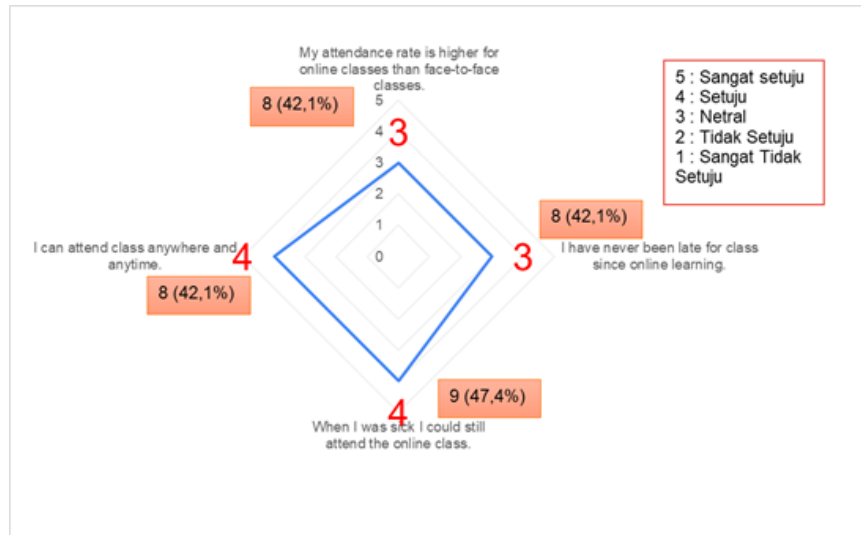 My attendance rate is higher for
online classes than face-to-face
classes.
8 (42,1%)
5
4
3
2
1
0
3
5 : Sangat setuju
4 : Setuju
3 : Netral
2 : Tidak Setuju
1 : Sangat Tidak
Setuju
8 (42,1%)
3
I have never been late for class
since online learning.
I can attend class anywhere and
anytime.
4
8 (42,1%)
9 (47,4%)
4
When I was sick I could still
attend the online class.